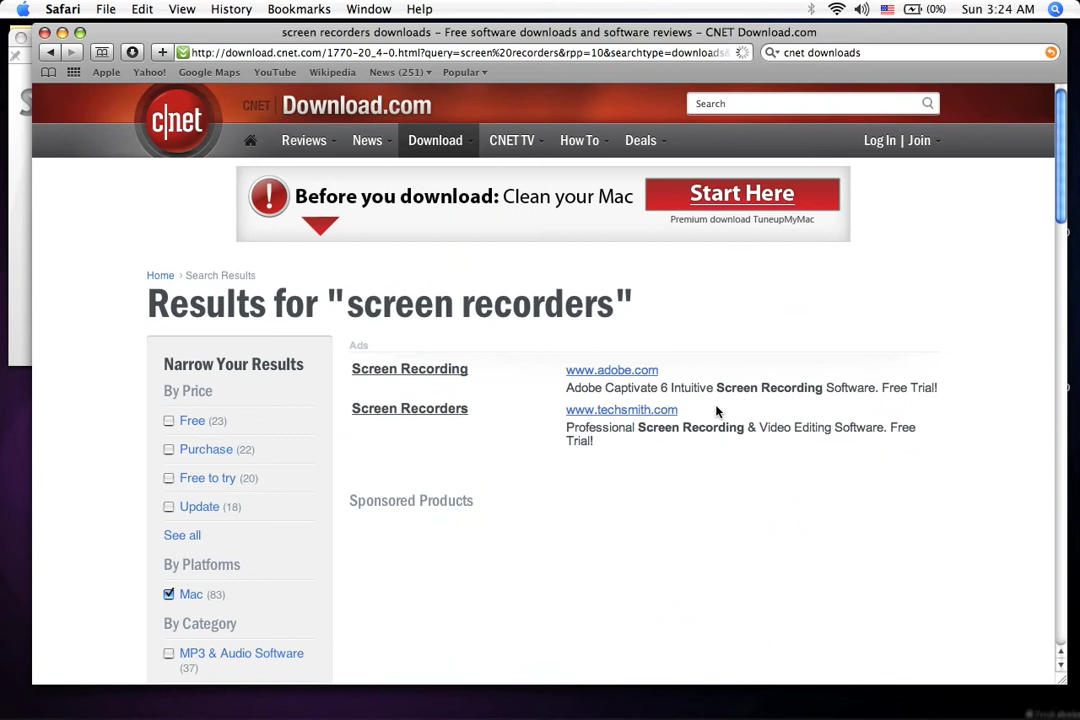 Safari File Edit View History Bookmarks Window Help (0%) Sun 3:24 AM
screen recorders downloads – Free software downloads and software reviews – CNET Download.com
http://download.cnet.com/1770-20_4-0.html?query=screen%20recorders&rpp=10&searchtype=downloads cnet downloads
Apple Yahoo! Google Maps YouTube Wikipedia News (251) Popular
c|net CNET Download.com Search
Reviews News Download CNET TV How To Deals Log In | Join
! Before you download: Clean your Mac Start Here
Premium download TuneupMyMac
Home › Search Results
Results for "screen recorders"
Narrow Your Results
By Price
Free (23)
Purchase (22)
Free to try (20)
Update (18)
See all
By Platforms
Mac (83)
By Category
MP3 & Audio Software
(37)
Ads
Screen Recording www.adobe.com
Adobe Captivate 6 Intuitive Screen Recording Software. Free Trial!
Screen Recorders www.techsmith.com
Professional Screen Recording & Video Editing Software. Free
Trial!
Sponsored Products